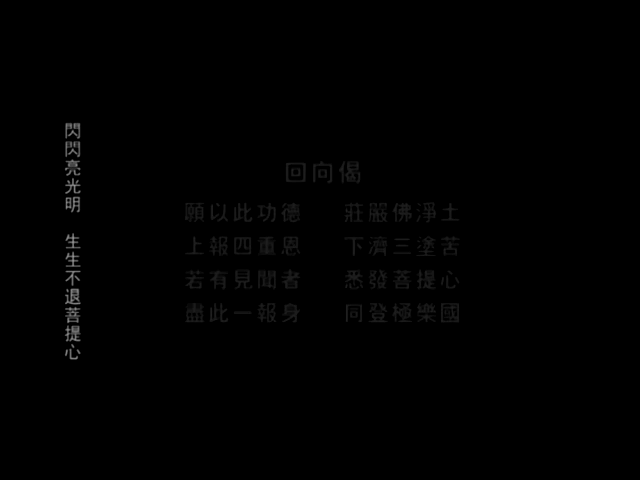 閃閃亮光明 生生不退菩提心
回向偈
願以此功德 莊嚴佛淨土
上報四重恩 下濟三塗苦
若有見聞者 悉發菩提心
盡此一報身 同登極樂國